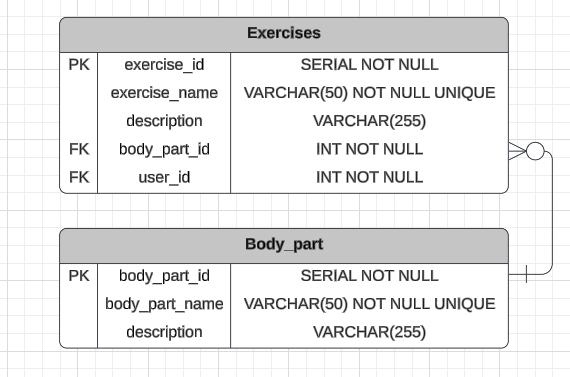 Exercises
PK exercise_id SERIAL NOT NULL
exercise_name VARCHAR(50) NOT NULL UNIQUE
description VARCHAR(255)
FK body_part_id INT NOT NULL
FK user_id INT NOT NULL
Body_part
PK body_part_id SERIAL NOT NULL
body_part_name VARCHAR(50) NOT NULL UNIQUE
description VARCHAR(255)